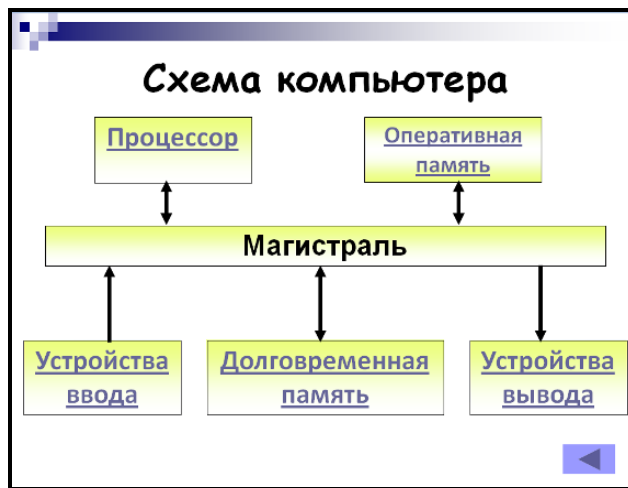 Схема компьютера
Процессор
Оперативная
память
Магистраль
Устройства
ввода
Долговременная
память
Устройства
вывода